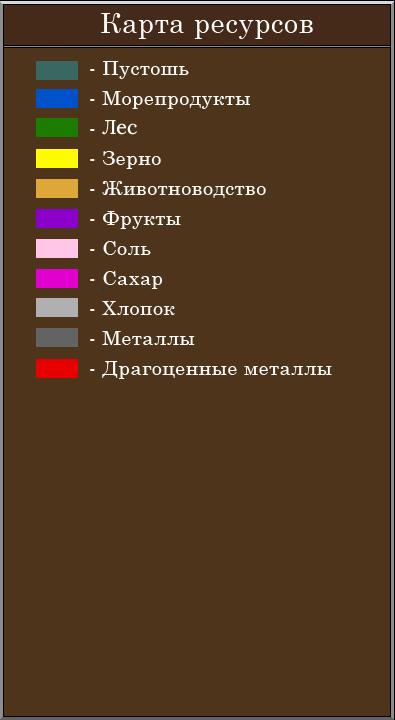 Карта ресурсов
- Пустошь
- Морепродукты
- Лес
- Зерно
- Животноводство
- Фрукты
- Соль
- Сахар
- Хлопок
- Металлы
- Драгоценные металлы